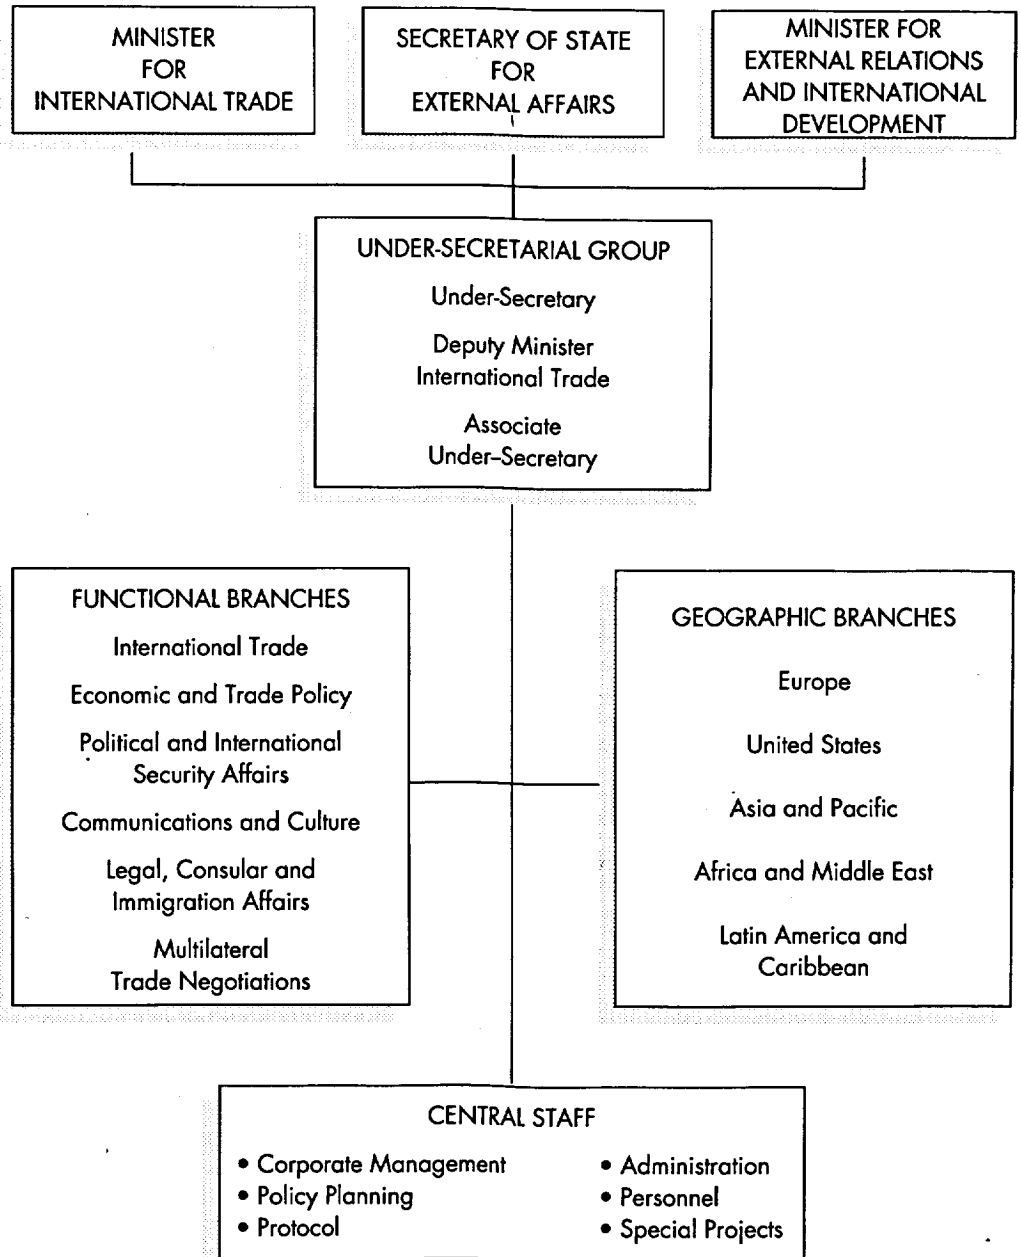 MINISTER
FOR
INTERNATIONAL TRADE
SECRETARY OF STATE
FOR
EXTERNAL AFFAIRS
MINISTER FOR
EXTERNAL RELATIONS
AND INTERNATIONAL
DEVELOPMENT
UNDER-SECRETARIAL GROUP
Under-Secretary
Deputy Minister
International Trade
Associate
Under–Secretary
FUNCTIONAL BRANCHES
International Trade
Economic and Trade Policy
Political and International
Security Affairs
Communications and Culture
Legal, Consular and
Immigration Affairs
Multilateral
Trade Negotiations
GEOGRAPHIC BRANCHES
Europe
United States
Asia and Pacific
Africa and Middle East
Latin America and
Caribbean
CENTRAL STAFF
• Corporate Management
• Policy Planning
• Protocol
• Administration
• Personnel
• Special Projects